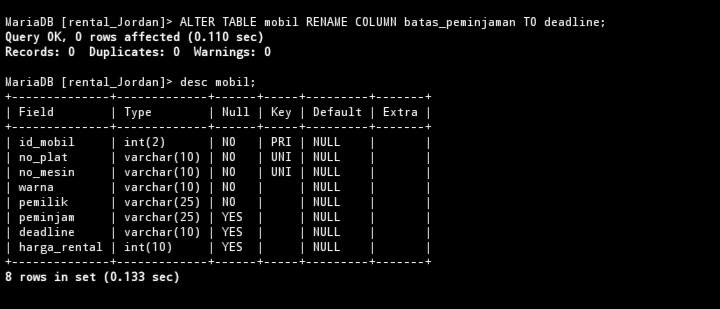 MariaDB [rental_Jordan]> ALTER TABLE mobil RENAME COLUMN batas_peminjaman TO deadline;
Query OK, 0 rows affected (0.110 sec)
Records: 0  Duplicates: 0  Warnings: 0

MariaDB [rental_Jordan]> desc mobil;
+--------------+-------------+------+-----+---------+-------+
| Field        | Type        | Null | Key | Default | Extra |
+--------------+-------------+------+-----+---------+-------+
| id_mobil     | int(2)      | NO   | PRI | NULL    |       |
| no_plat      | varchar(10) | NO   | UNI | NULL    |       |
| no_mesin     | varchar(10) | NO   | UNI | NULL    |       |
| warna        | varchar(10) | NO   |     | NULL    |       |
| pemilik      | varchar(25) | NO   |     | NULL    |       |
| peminjam     | varchar(25) | YES  |     | NULL    |       |
| deadline     | varchar(10) | YES  |     | NULL    |       |
| harga_rental | int(10)     | YES  |     | NULL    |       |
+--------------+-------------+------+-----+---------+-------+
8 rows in set (0.133 sec)